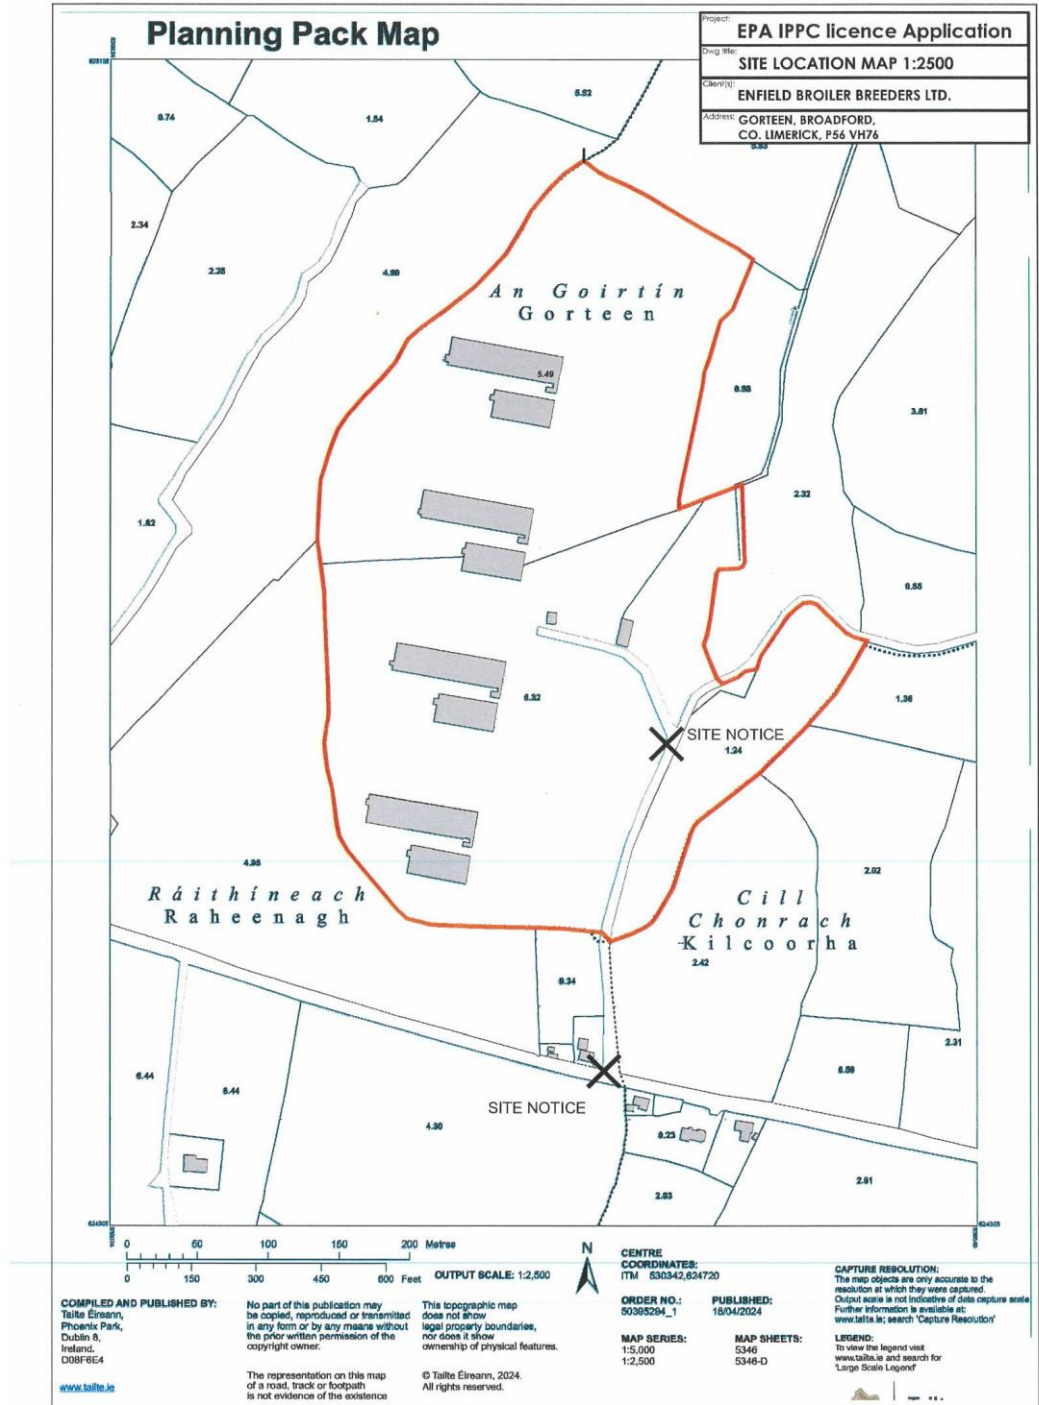 Planning Pack Map
Project:
EPA IPPC licence Application
Dwg title:
SITE LOCATION MAP 1:2500
Client(s):
ENFIELD BROILER BREEDERS LTD.
Address:
GORTEEN, BROADFORD,
CO. LIMERICK, P56 VH76
5.52
0.74
1.54
2.34
2.25
An Goirtín
Gorteen
5.49
3.81
2.32
1.62
0.55
6.32
1.36
SITE NOTICE
1.24
4.95
Ráithíneach
Raheenagh
2.02
Cill
Chonrach
Kilcoorha
2.42
0.34
2.31
6.44
SITE NOTICE
4.30
2.81
0
50
100
150
200 Metres
0
150
300
450
600 Feet
OUTPUT SCALE: 1:2,500
N
CENTRE
COORDINATES:
ITM 530342,624720
ORDER NO.:
50395294_1
PUBLISHED:
18/04/2024
MAP SERIES:
1:5,000
1:2,500
MAP SHEETS:
5346
5346-D
COMPILED AND PUBLISHED BY:
Tailte Éireann,
Phoenix Park,
Dublin 8,
Ireland.
D08F6E4
www.tailte.ie
No part of this publication may
be copied, reproduced or transmitted
in any form or by any means without
the prior written permission of the
copyright owner.
The representation on this map
of a road, track or footpath
is not evidence of the existence
This topographic map
does not show
legal property boundaries,
nor does it show
ownership of physical features.
© Tailte Éireann, 2024.
All rights reserved.
CAPTURE RESOLUTION:
The map objects are only accurate to the
resolution at which they were captured.
Output scale is not indicative of data capture scale.
Further information is available at:
www.tailte.ie; search 'Capture Resolution'
LEGEND:
To view the legend visit
www.tailte.ie and search for
'Large Scale Legend'